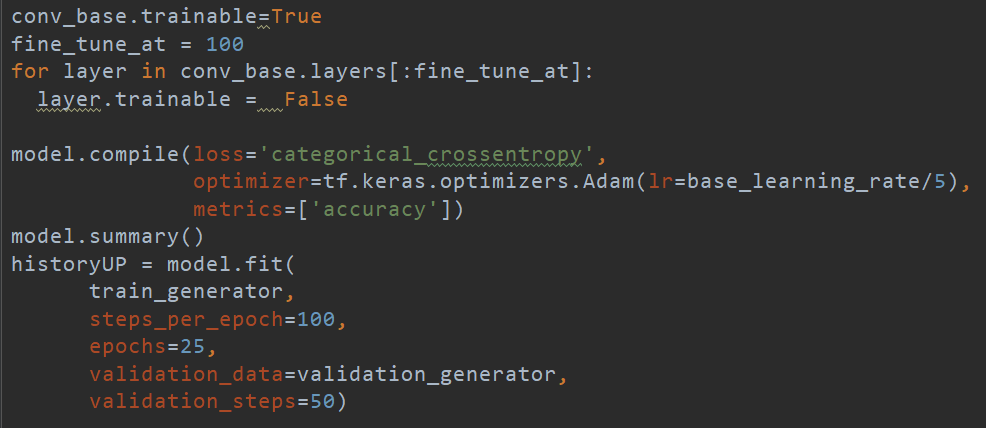 conv_base.trainable=True
fine_tune_at = 100
for layer in conv_base.layers[:fine_tune_at]:
  layer.trainable =  False

model.compile(loss='categorical_crossentropy',
              optimizer=tf.keras.optimizers.Adam(lr=base_learning_rate/5),
              metrics=['accuracy'])
model.summary()
historyUP = model.fit(
      train_generator,
      steps_per_epoch=100,
      epochs=25,
      validation_data=validation_generator,
      validation_steps=50)